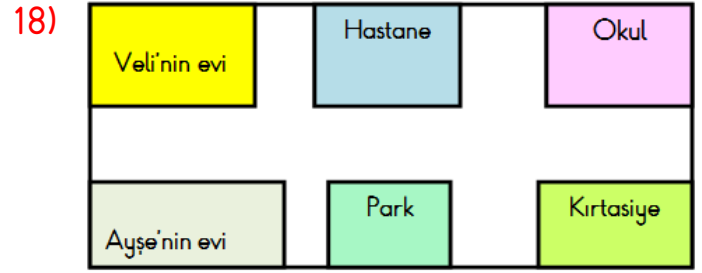 18)
Veli'nin evi
Hastane
Okul
Ayşe'nin evi
Park
Kırtasiye